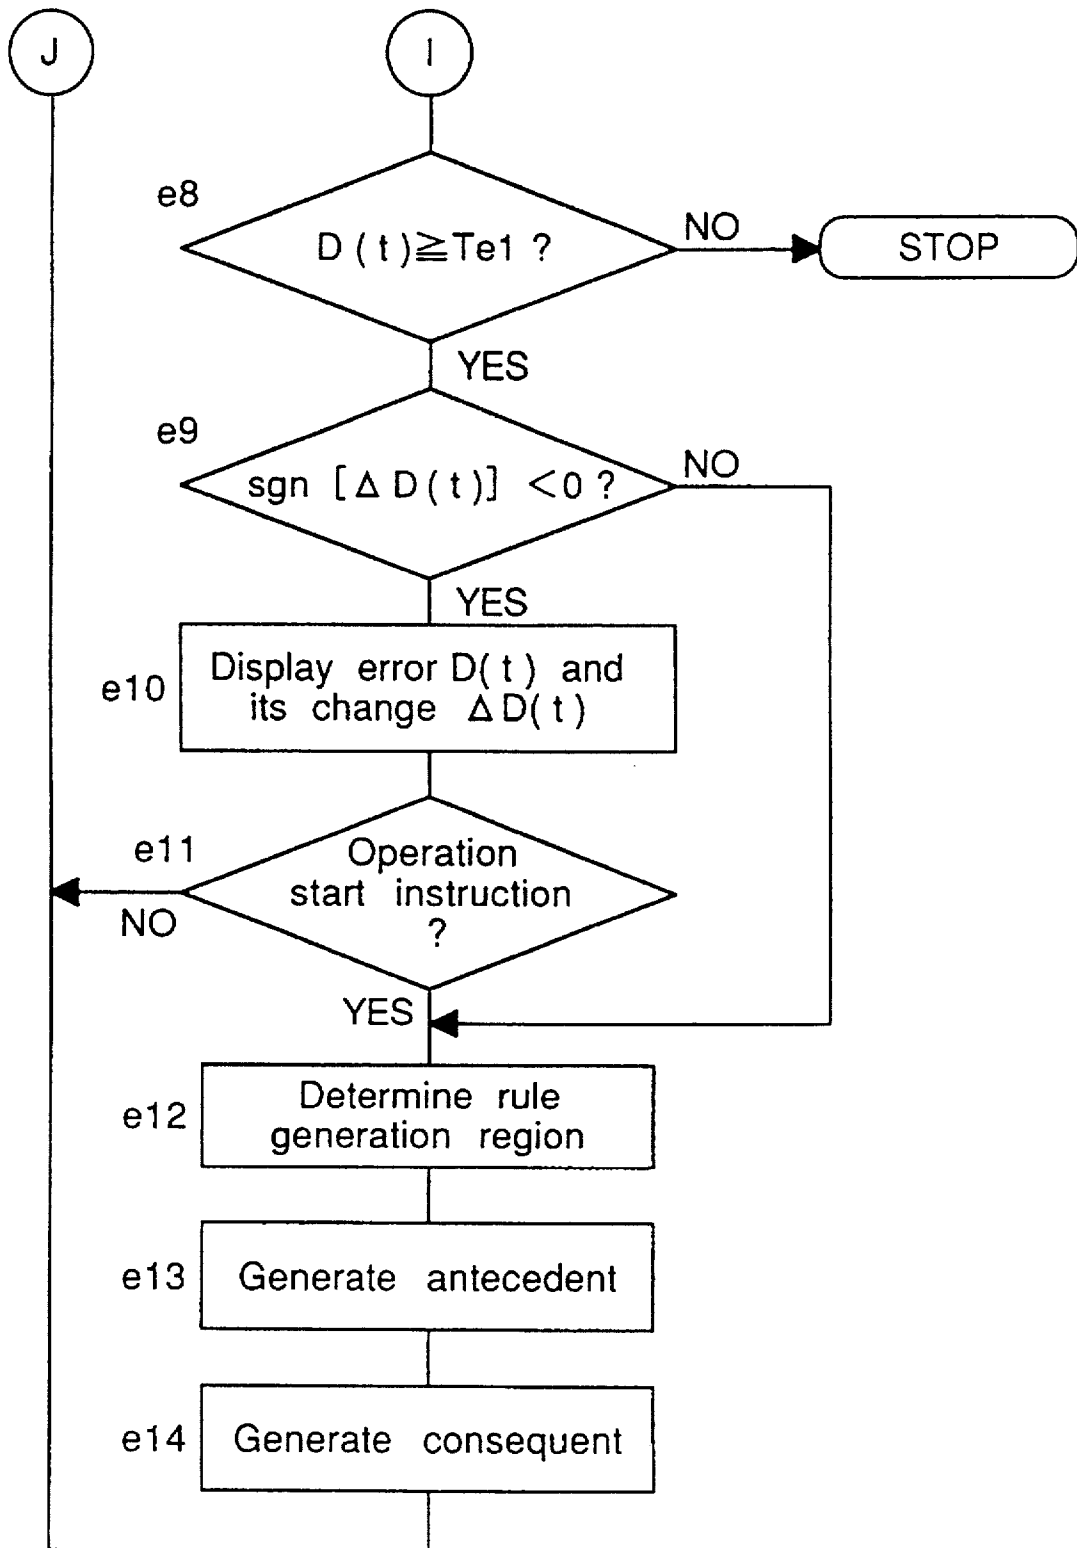 J
I
e8
D(t)≧Te1 ?
NO
STOP
YES
e9
sgn [Δ D(t)] <0 ?
NO
YES
e10
Display error D(t) and
its change ΔD(t)
e11
Operation
start instruction
?
NO
YES
e12
Determine rule
generation region
e13
Generate antecedent
e14
Generate consequent